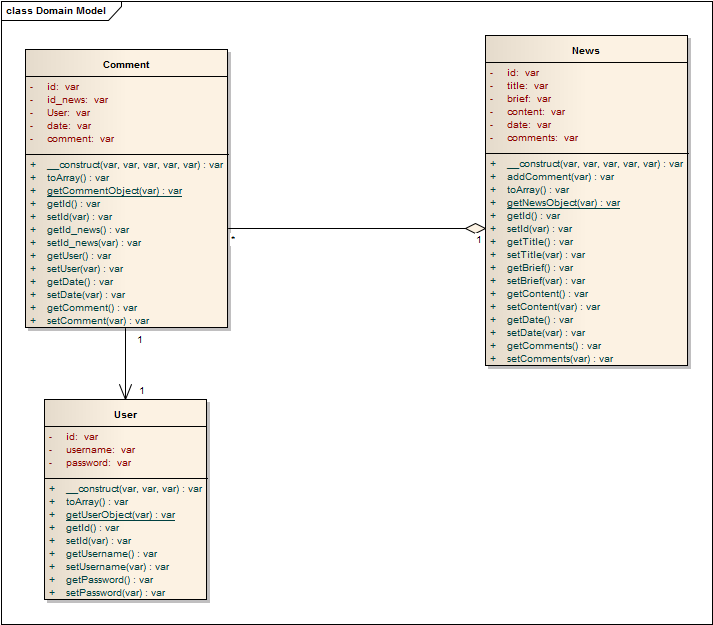 class Domain Model
Comment
- id: var
- id_news: var
- User: var
- date: var
- comment: var
+ __construct(var, var, var, var, var) : var
+ toArray() : var
+ getCommentObject(var) : var
+ getId() : var
+ setId(var) : var
+ getId_news() : var
+ setId_news(var) : var
+ getUser() : var
+ setUser(var) : var
+ getDate() : var
+ setDate(var) : var
+ getComment() : var
+ setComment(var) : var
News
- id: var
- title: var
- brief: var
- content: var
- date: var
- comments: var
+ __construct(var, var, var, var, var) : var
+ addComment(var) : var
+ toArray() : var
+ getNewsObject(var) : var
+ getId() : var
+ setId(var) : var
+ getTitle() : var
+ setTitle(var) : var
+ getBrief() : var
+ setBrief(var) : var
+ getContent() : var
+ setContent(var) : var
+ getDate() : var
+ setDate(var) : var
+ getComments() : var
+ setComments(var) : var
*
1
1
1
User
- id: var
- username: var
- password: var
+ __construct(var, var, var) : var
+ toArray() : var
+ getUserObject(var) : var
+ getId() : var
+ setId(var) : var
+ getUsername() : var
+ setUsername(var) : var
+ getPassword() : var
+ setPassword(var) : var